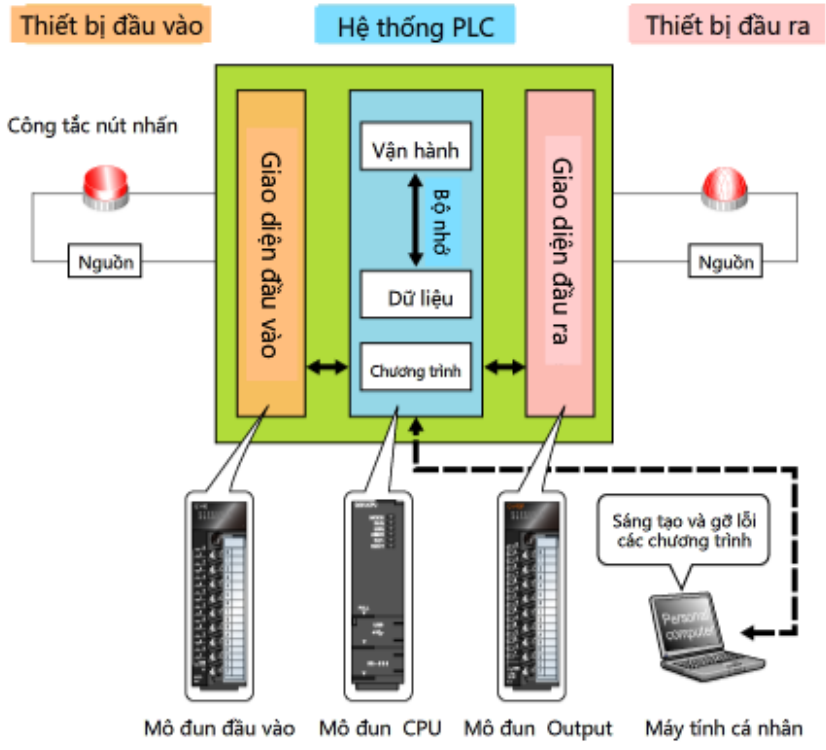 Thiết bị đầu vào
Hệ thống PLC
Thiết bị đầu ra
Công tắc nút nhấn
Nguồn
Giao diện đầu vào
Vận hành
Bộ nhớ
Dữ liệu
Chương trình
Giao diện đầu ra
Nguồn
Sáng tạo và gỡ lỗi
các chương trình
Personal
computer
Mô đun đầu vào
Mô đun CPU
Mô đun Output
Máy tính cá nhân